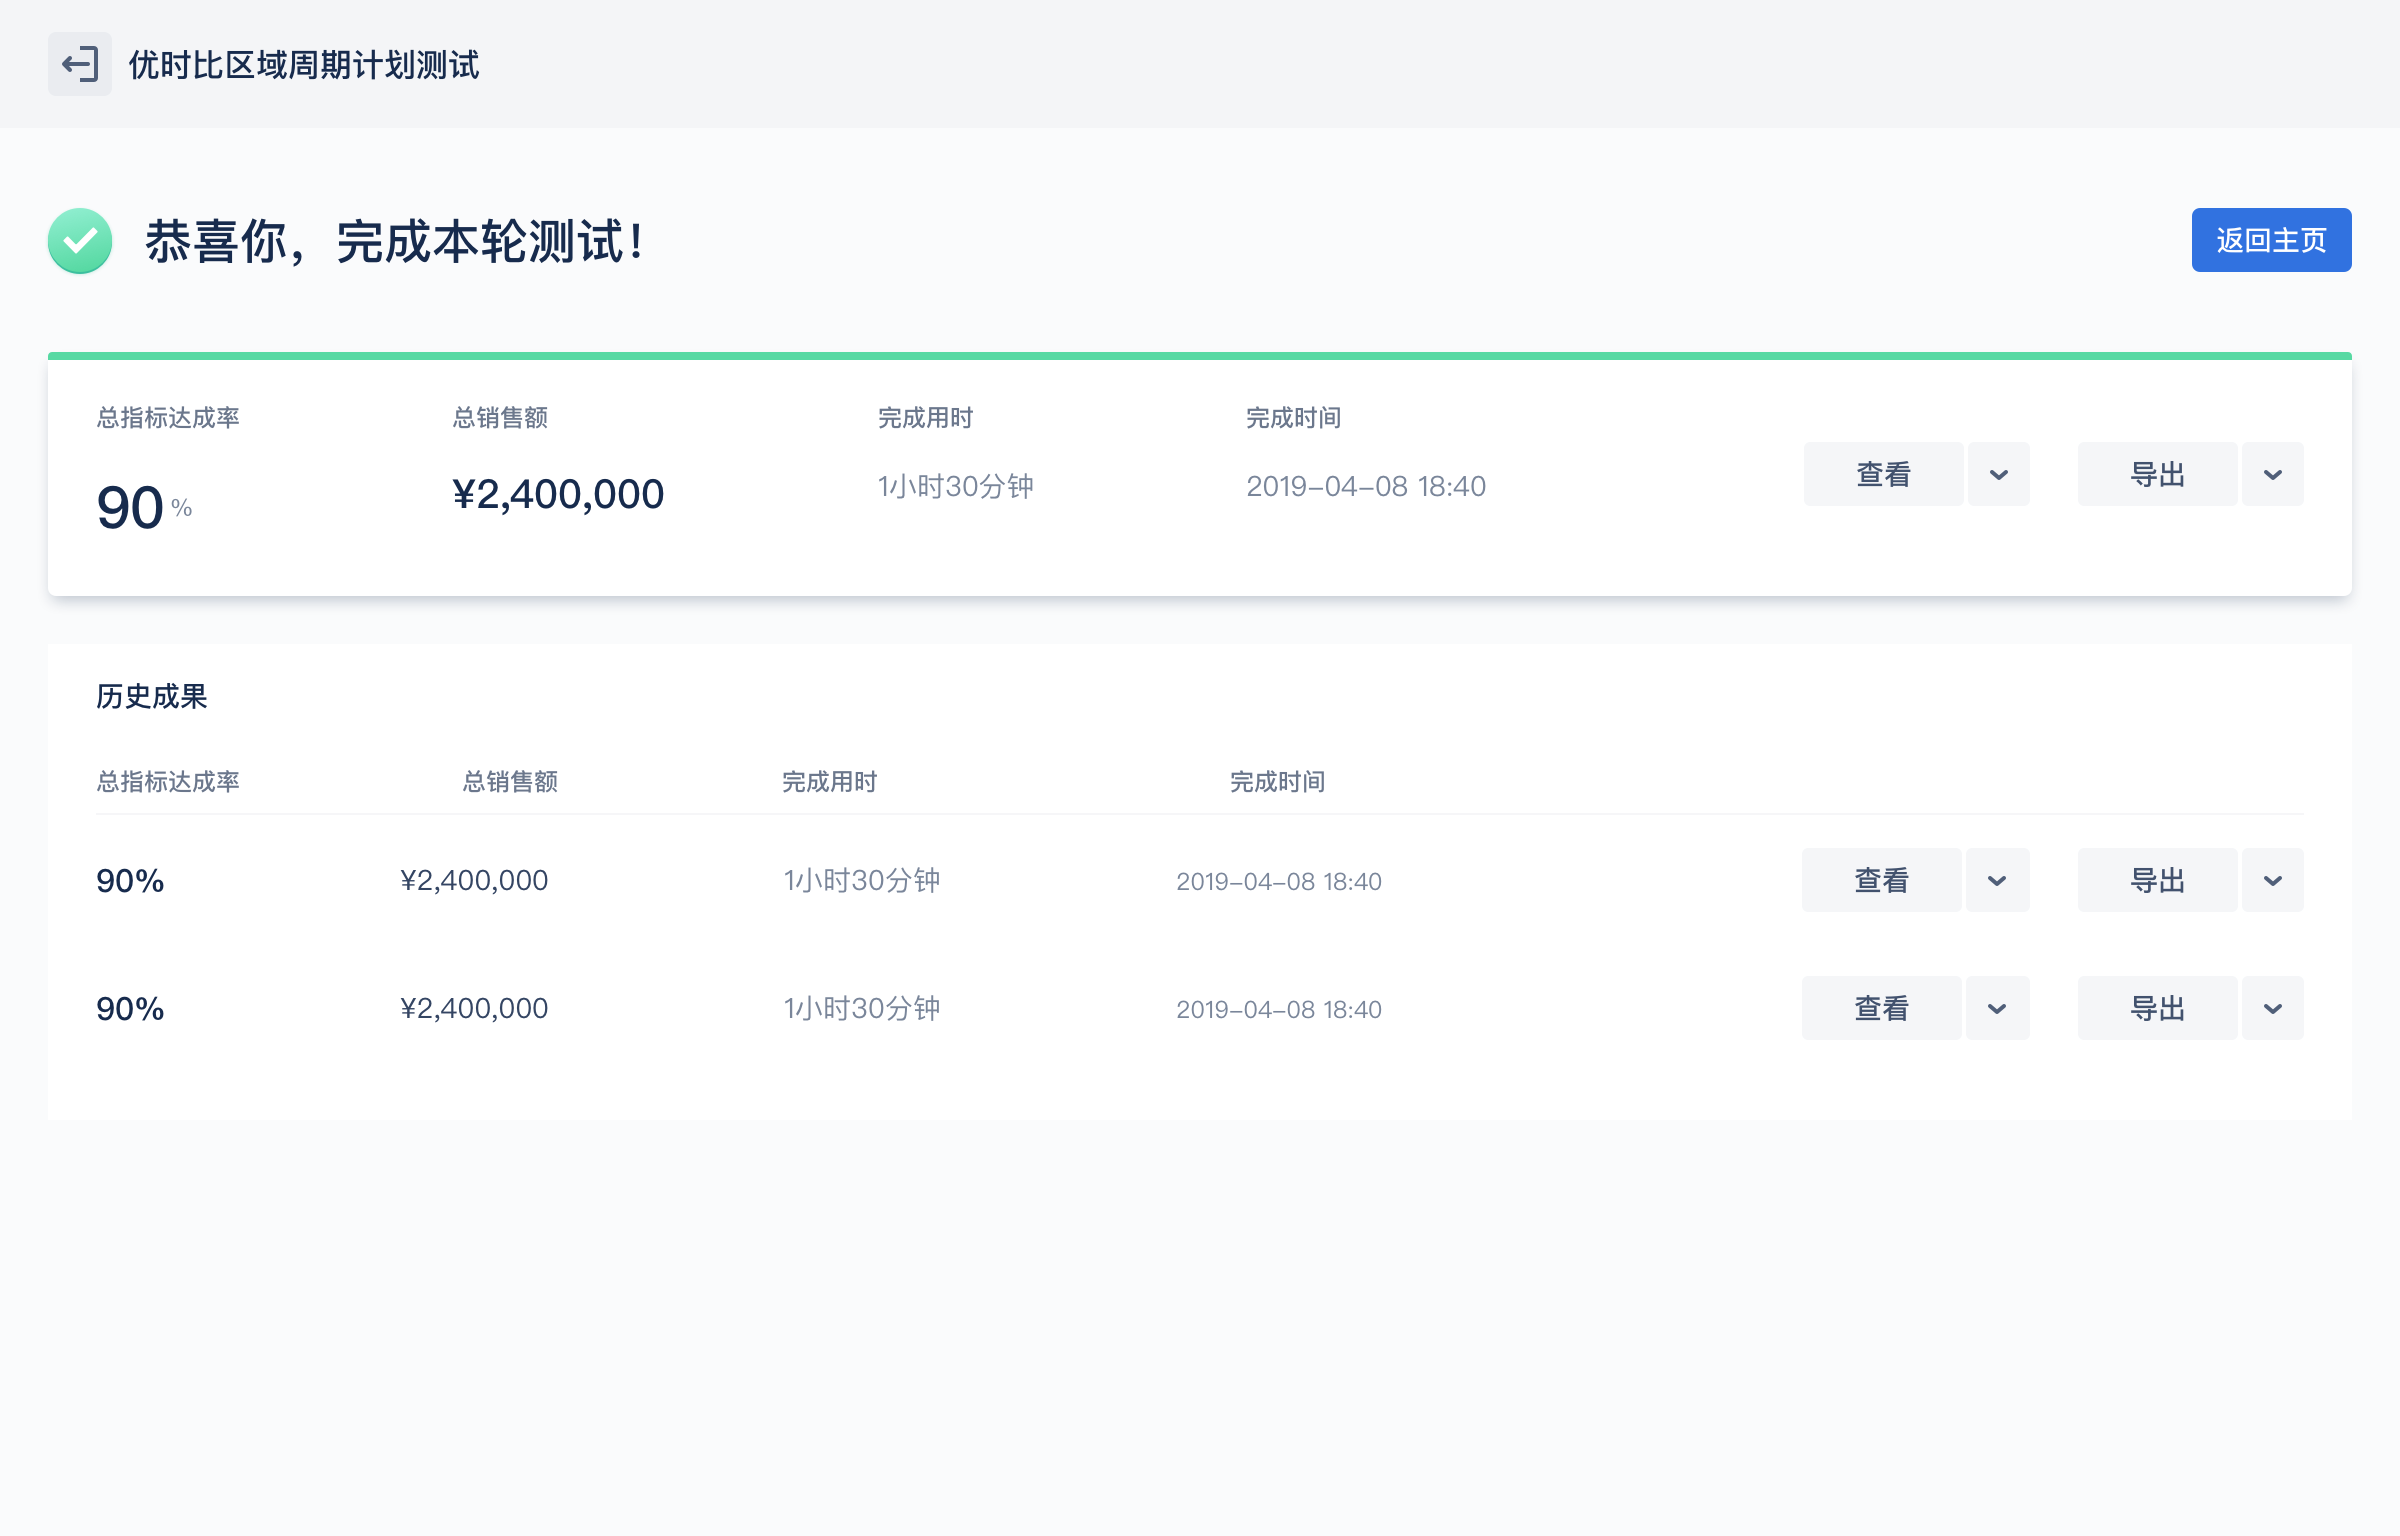 优时比区域周期计划测试
恭喜你，完成本轮测试！
返回主页
总指标达成率 总销售额 完成用时 完成时间
90 % ¥2,400,000 1小时30分钟 2019-04-08 18:40 查看 导出
历史成果
总指标达成率 总销售额 完成用时 完成时间
90% ¥2,400,000 1小时30分钟 2019-04-08 18:40 查看 导出
90% ¥2,400,000 1小时30分钟 2019-04-08 18:40 查看 导出